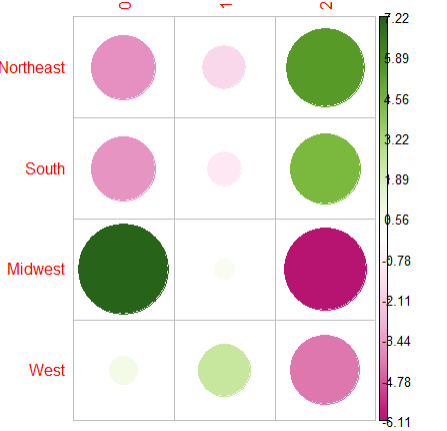 0 1 2
Northeast
South
Midwest
West
7.22
5.89
4.56
3.22
1.89
0.56
-0.78
-2.11
-3.44
-4.78
-6.11